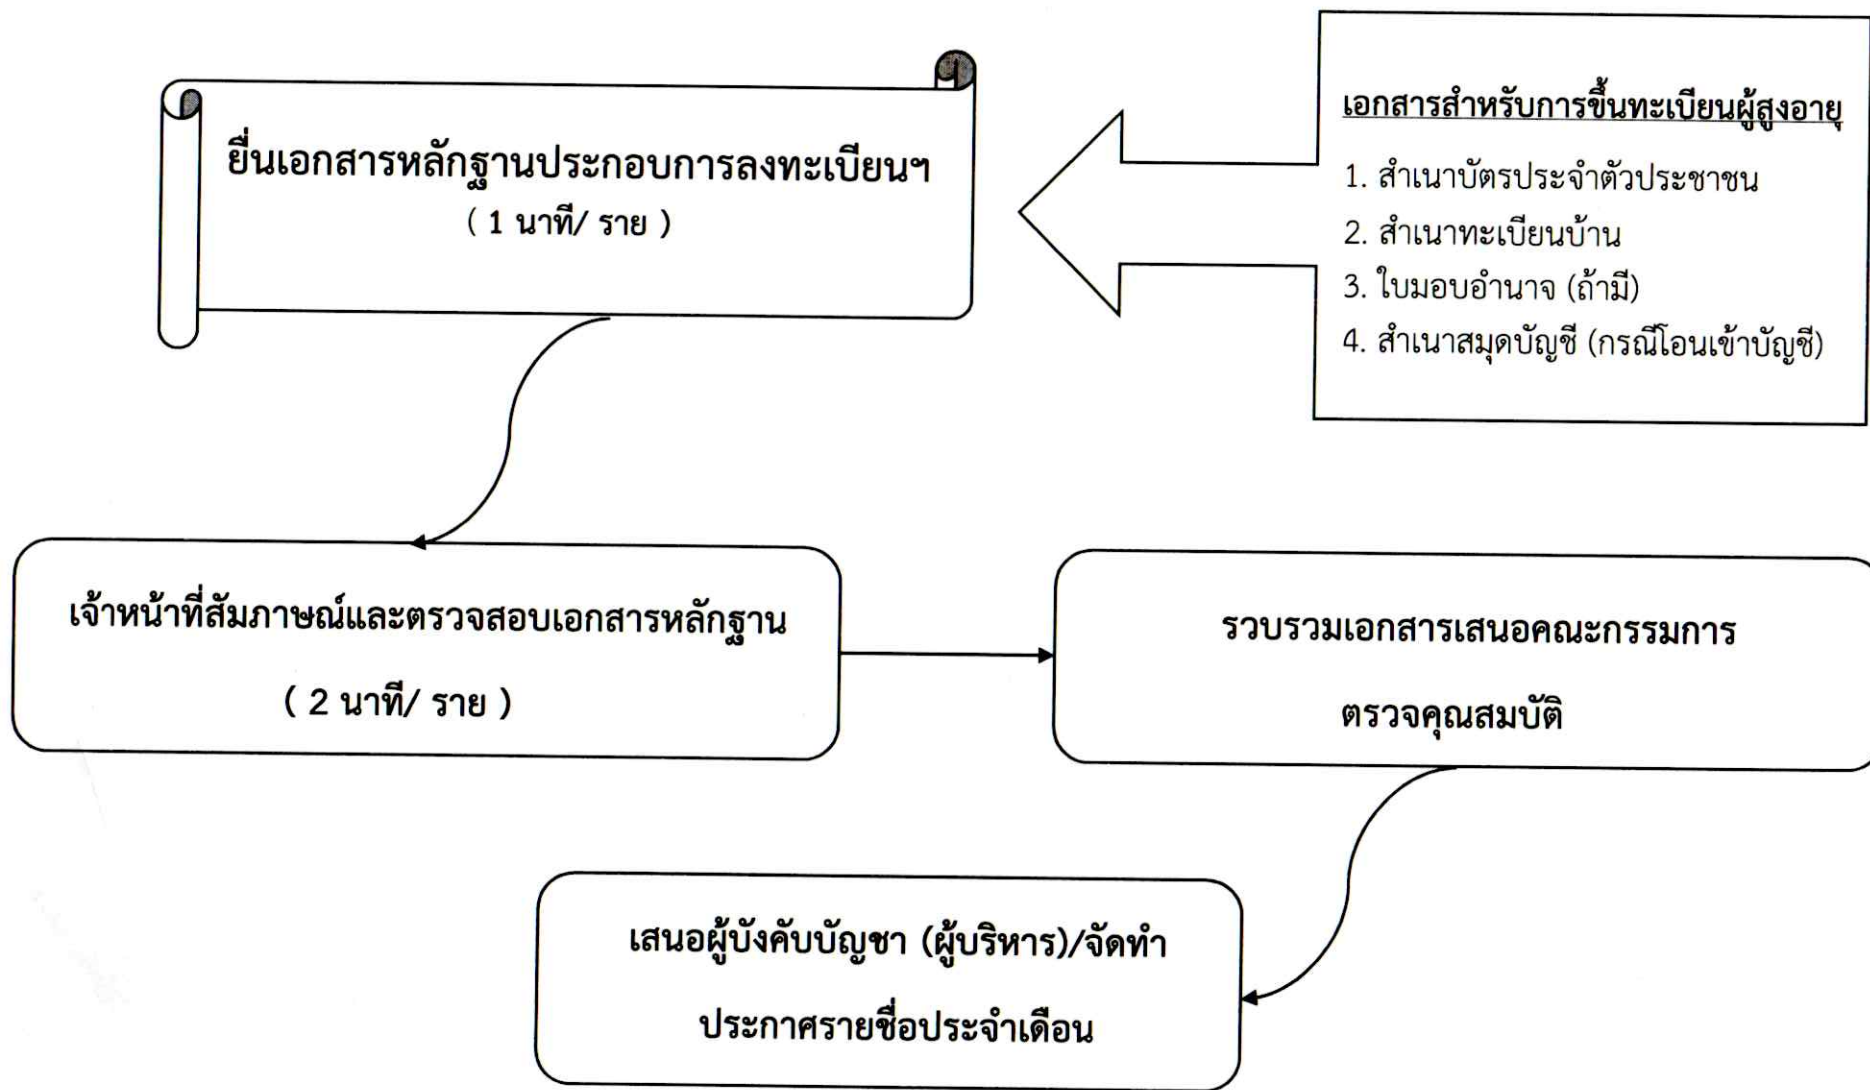 ยื่นเอกสารหลักฐานประกอบการลงทะเบียนฯ
( 1 นาที/ ราย )
เอกสารสำหรับการขึ้นทะเบียนผู้สูงอายุ
1. สำเนาบัตรประจำตัวประชาชน
2. สำเนาทะเบียนบ้าน
3. ใบมอบอำนาจ (ถ้ามี)
4. สำเนาสมุดบัญชี (กรณีโอนเข้าบัญชี)
เจ้าหน้าที่สัมภาษณ์และตรวจสอบเอกสารหลักฐาน
( 2 นาที/ ราย )
รวบรวมเอกสารเสนอคณะกรรมการ
ตรวจคุณสมบัติ
เสนอผู้บังคับบัญชา (ผู้บริหาร)/จัดทำ
ประกาศรายชื่อประจำเดือน